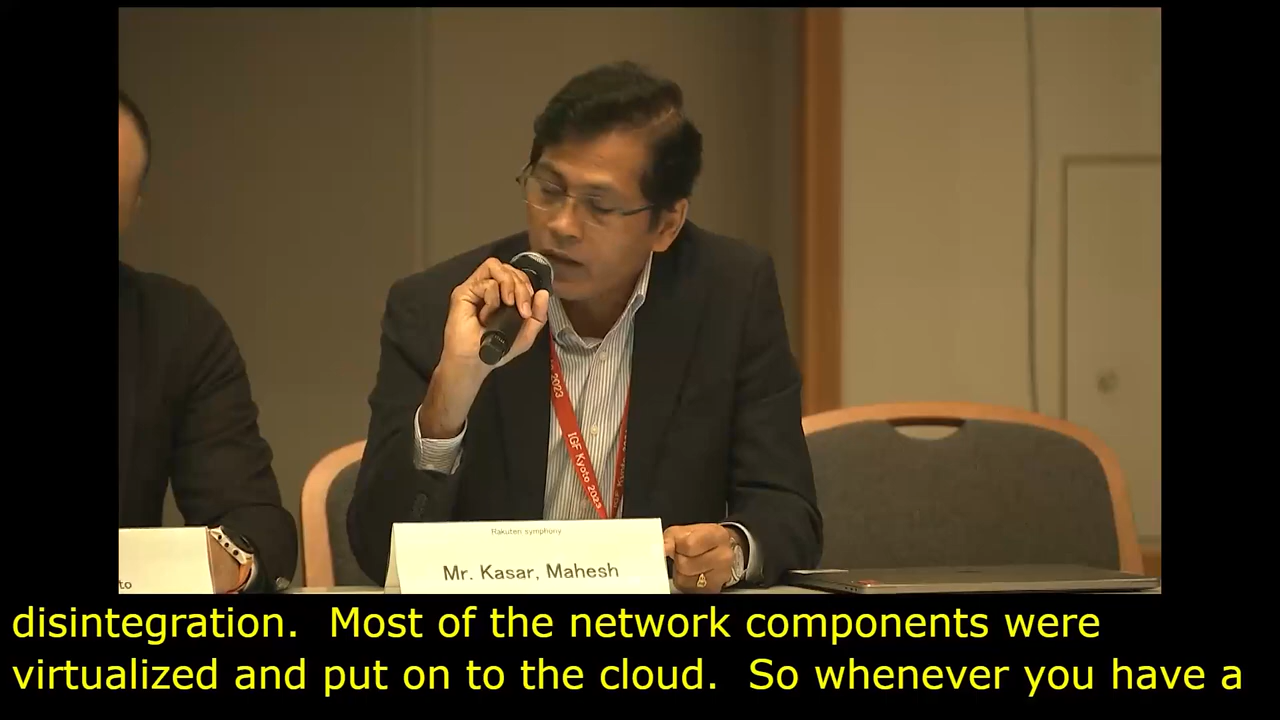 2023
IGF Kyoto 2023
Rakuten symphony
Mr. Kasar, Mahesh
to
disintegration.  Most of the network components were
virtualized and put on to the cloud.  So whenever you have a